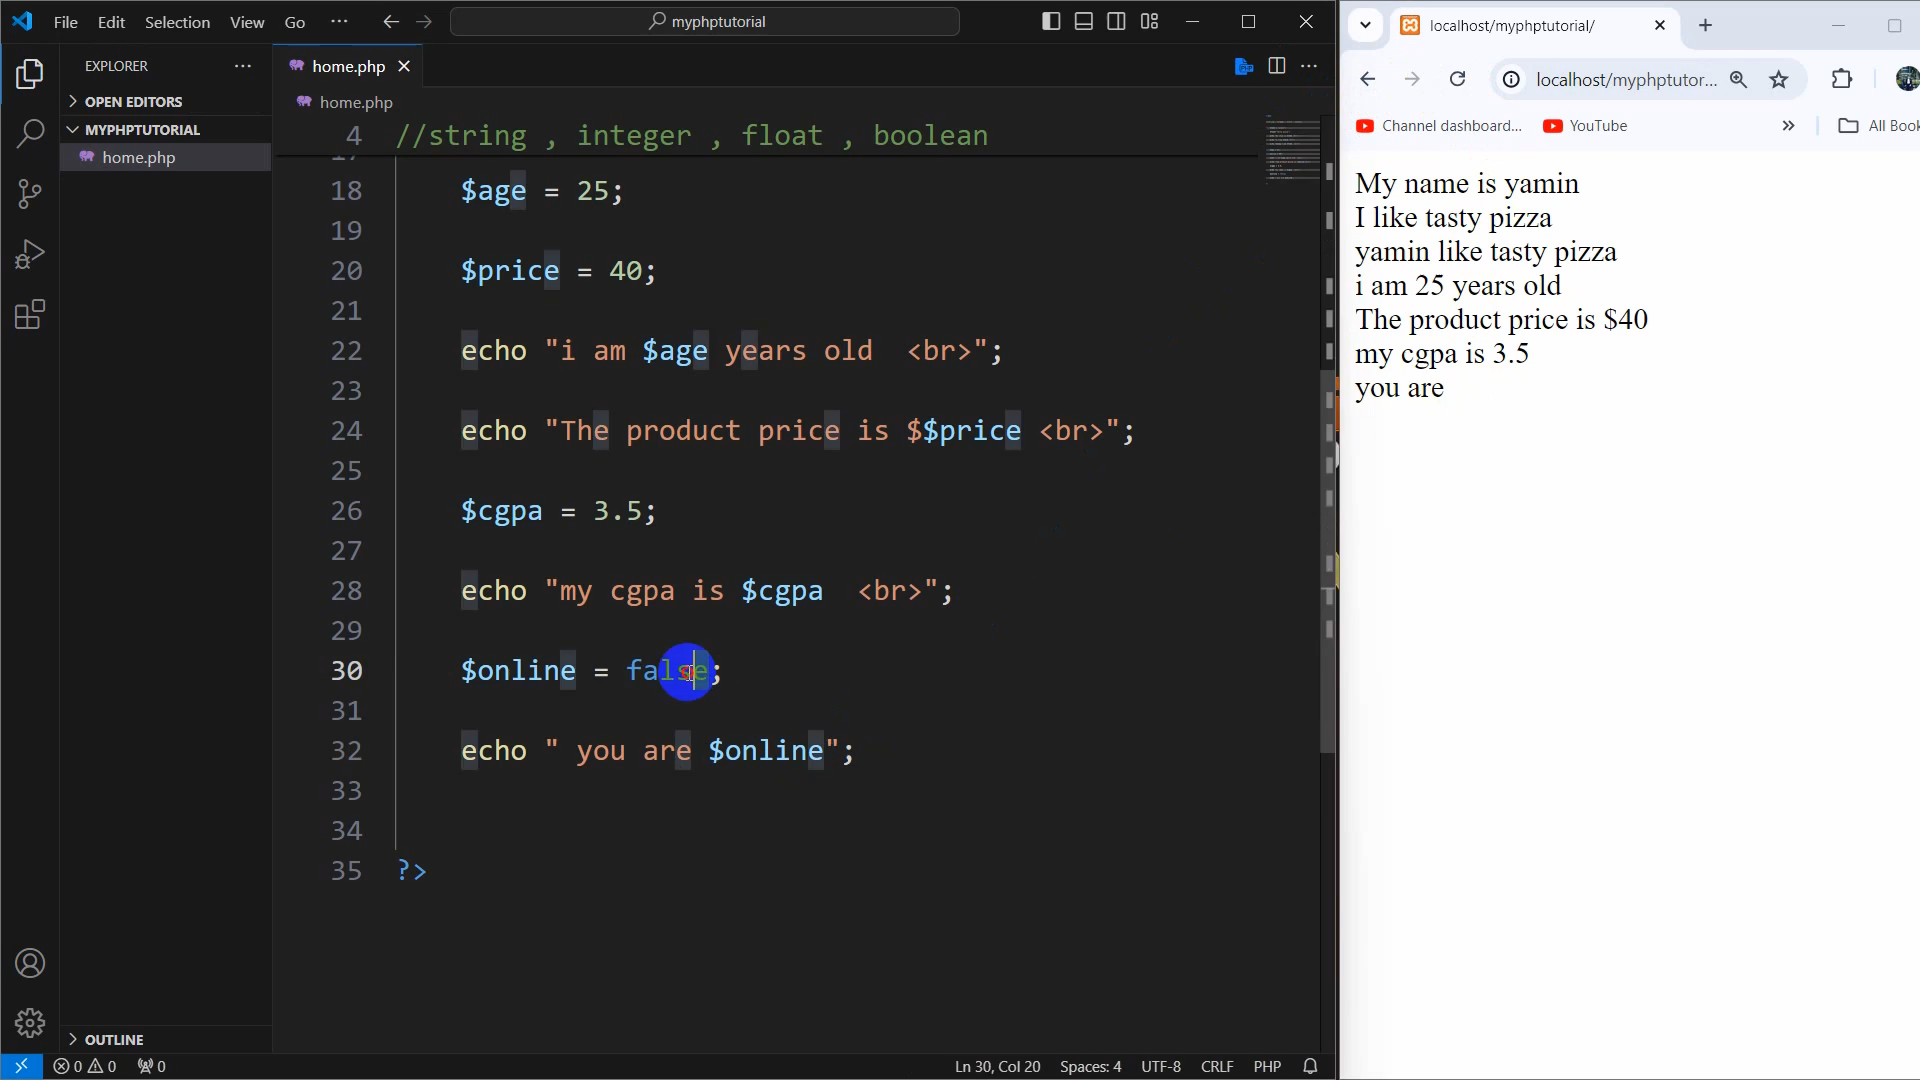 File Edit Selection View Go ··· myphptutorial
EXPLORER ···
OPEN EDITORS
MYPHPTUTORIAL
home.php
OUTLINE
home.php
home.php
4 //string , integer , float , boolean
18 $age = 25;
19
20 $price = 40;
21
22 echo "i am $age years old  <br>";
23
24 echo "The product price is $$price <br>";
25
26 $cgpa = 3.5;
27
28 echo "my cgpa is $cgpa  <br>";
29
30 $online = false;
31
32 echo " you are $online";
33
34
35 ?>
0 0 0
Ln 30, Col 20 Spaces: 4 UTF-8 CRLF PHP
localhost/myphptutorial/
localhost/myphptutor...
Channel dashboard... YouTube » All Book
My name is yamin
I like tasty pizza
yamin like tasty pizza
i am 25 years old
The product price is $40
my cgpa is 3.5
you are